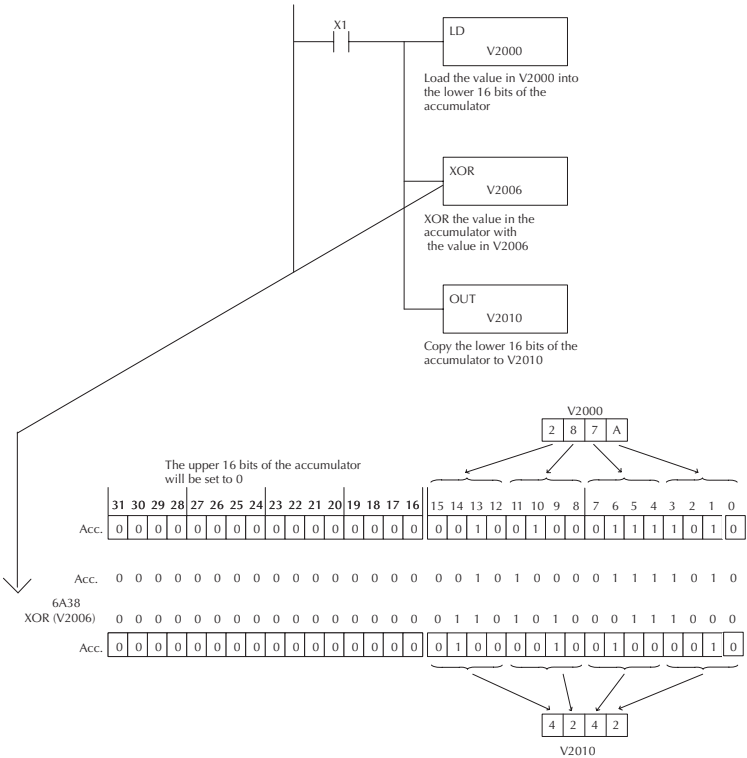 X1
LD
V2000
Load the value in V2000 into
the lower 16 bits of the
accumulator
XOR
V2006
XOR the value in the
accumulator with
the value in V2006
OUT
V2010
Copy the lower 16 bits of the
accumulator to V2010
V2000
2 8 7 A
The upper 16 bits of the accumulator
will be set to 0
31 30 29 28 27 26 25 24 23 22 21 20 19 18 17 16 15 14 13 12 11 10 9 8 7 6 5 4 3 2 1 0
Acc. 0 0 0 0 0 0 0 0 0 0 0 0 0 0 0 0 0 0 1 0 0 1 0 0 0 1 1 1 1 0 1 0
Acc. 0 0 0 0 0 0 0 0 0 0 0 0 0 0 0 0 0 0 1 0 1 0 0 0 0 1 1 1 1 0 1 0
6A38
XOR (V2006) 0 0 0 0 0 0 0 0 0 0 0 0 0 0 0 0 0 1 1 0 1 0 1 0 0 0 1 1 1 0 0 0
Acc. 0 0 0 0 0 0 0 0 0 0 0 0 0 0 0 0 0 1 0 0 0 0 1 0 0 1 0 0 0 0 1 0
4 2 4 2
V2010